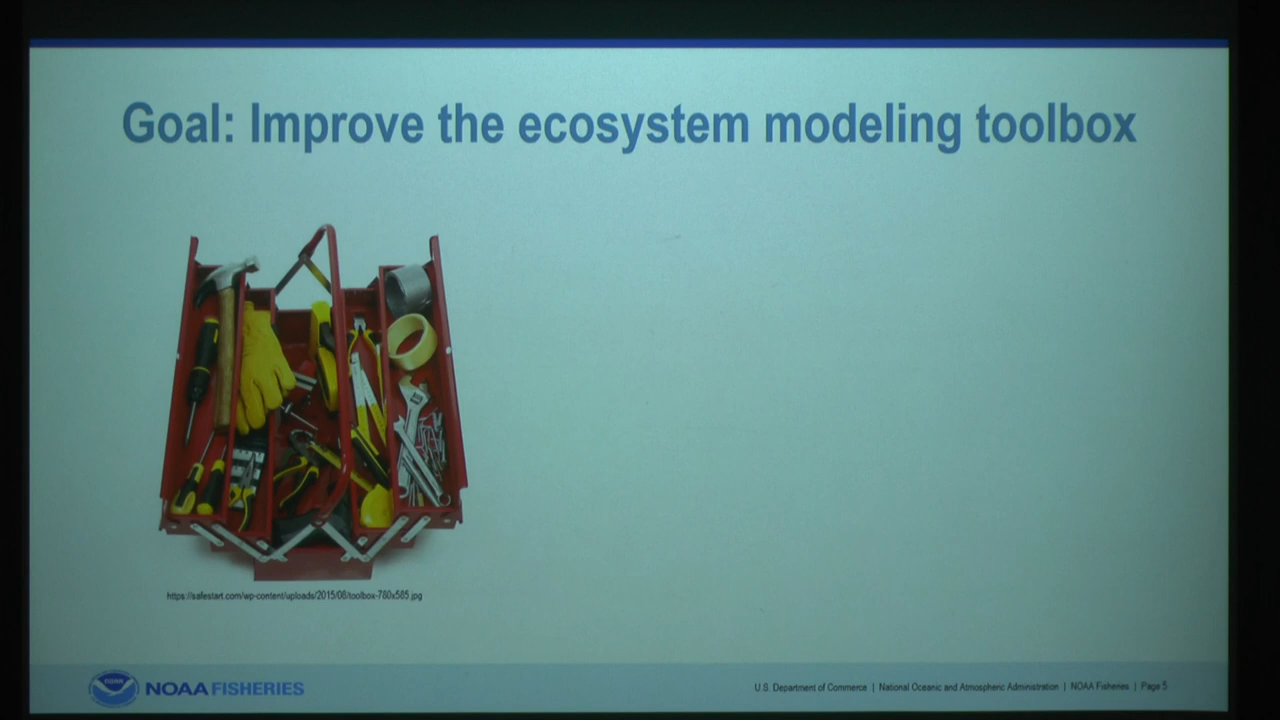 Goal: Improve the ecosystem modeling toolbox
https://safestart.com/wp-content/uploads/2015/08/toolbox-780x585.jpg
NOAA FISHERIES
U.S. Department of Commerce | National Oceanic and Atmospheric Administration | NOAA Fisheries | Page 5